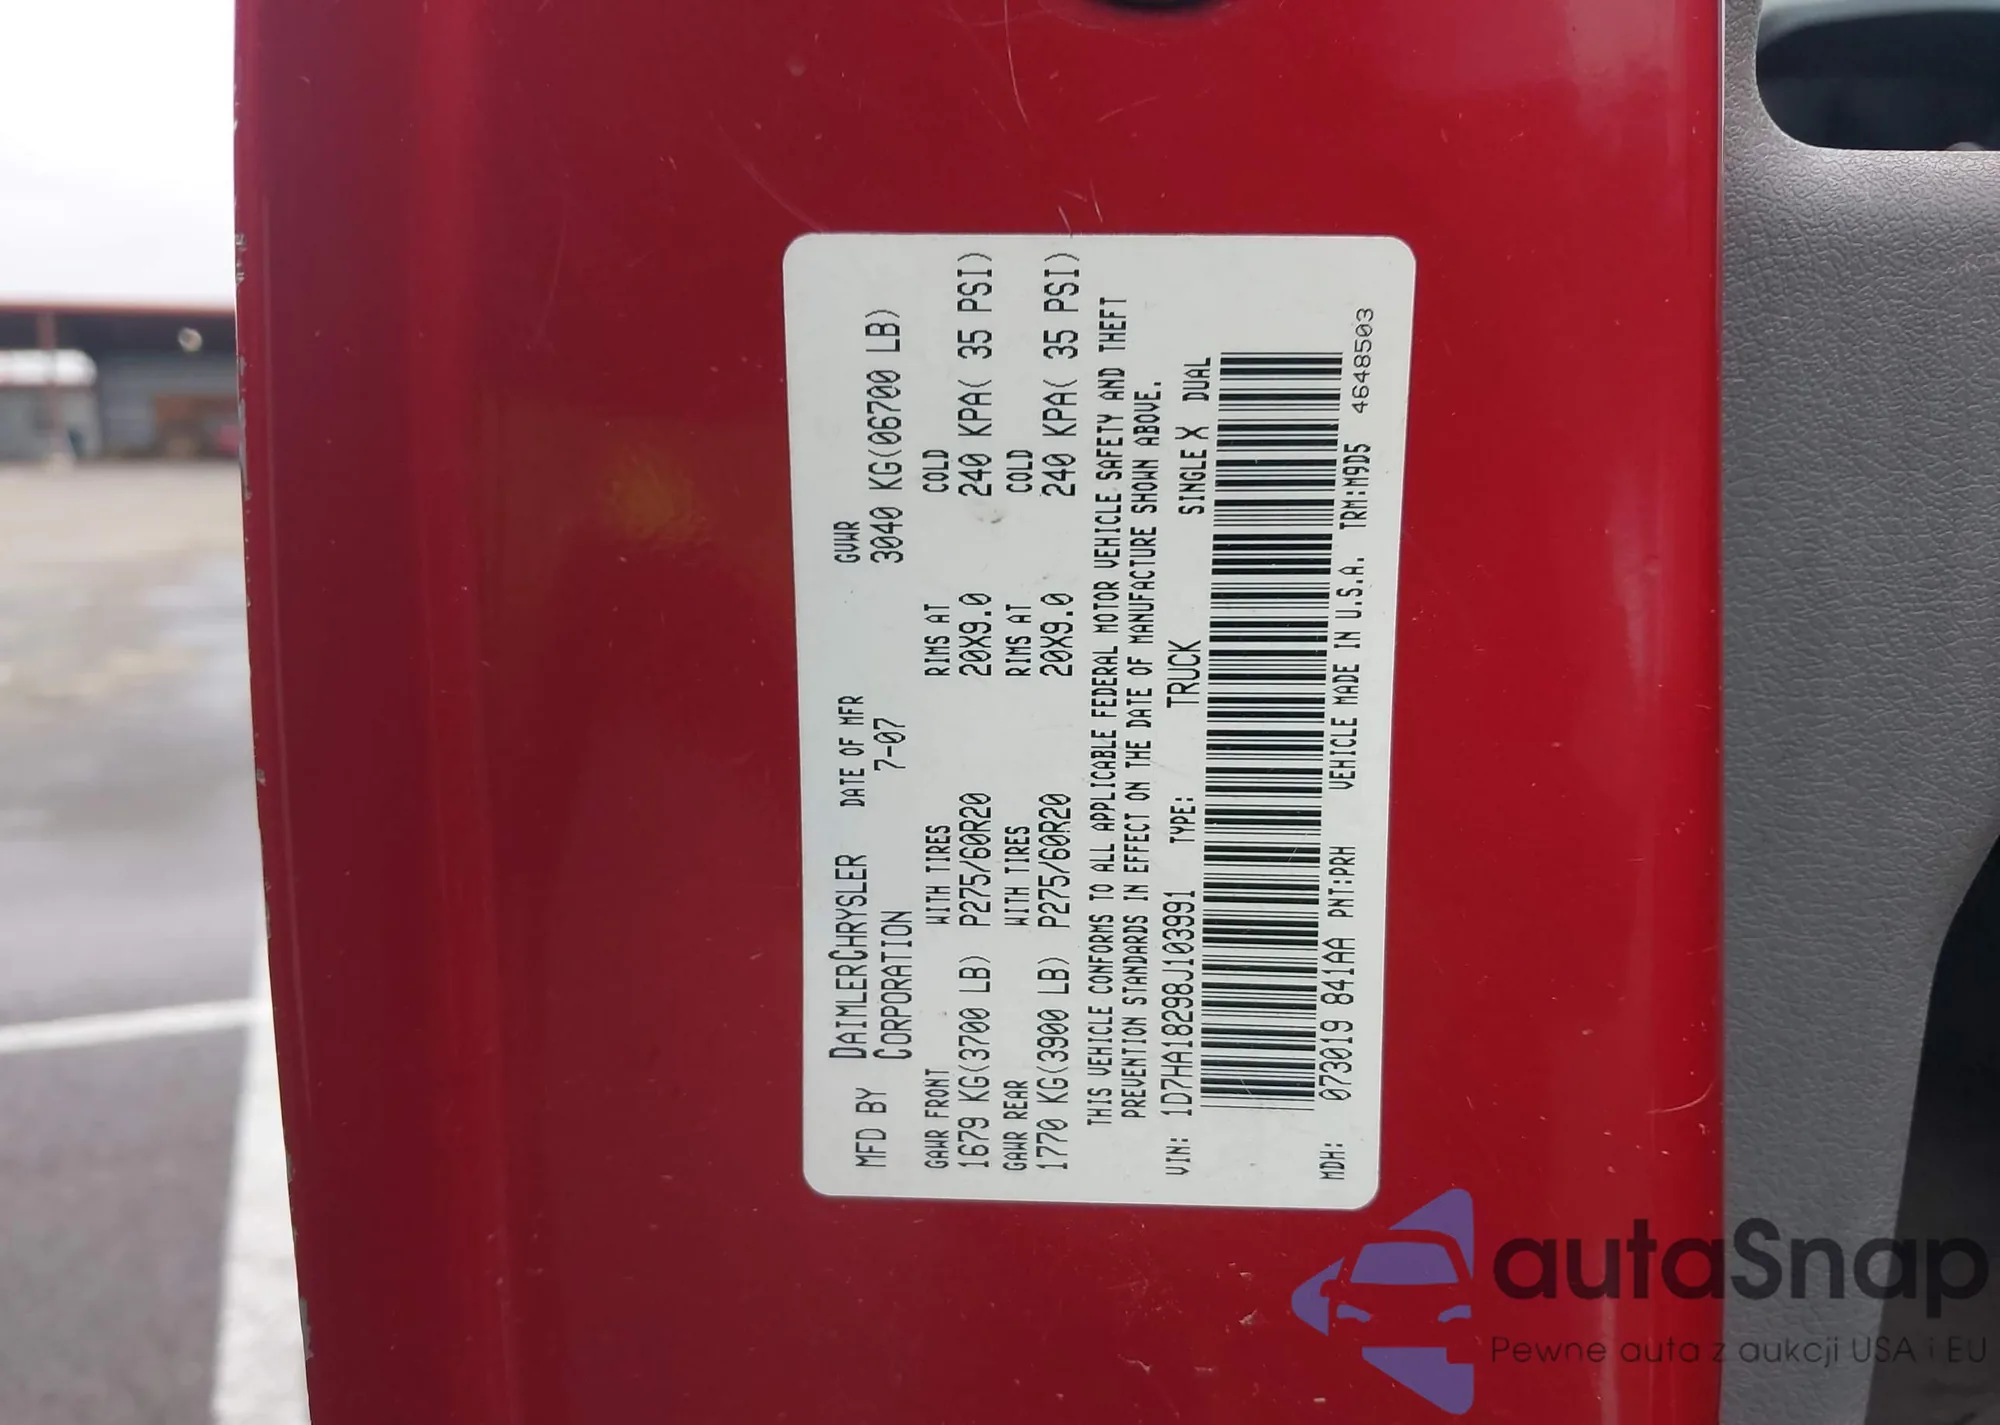 MFD BY DAIMLERCHRYSLER CORPORATION DATE OF MFR 7-07 GVWR 3040 KG(06700 LB)
GAWR FRONT WITH TIRES RIMS AT COLD
1679 KG(3700 LB) P275/60R20 20X9.0 240 KPA( 35 PSI)
GAWR REAR WITH TIRES RIMS AT COLD
1770 KG(3900 LB) P275/60R20 20X9.0 240 KPA( 35 PSI)
THIS VEHICLE CONFORMS TO ALL APPLICABLE FEDERAL MOTOR VEHICLE SAFETY AND THEFT
PREVENTION STANDARDS IN EFFECT ON THE DATE OF MANUFACTURE SHOWN ABOVE.
VIN: 1D7HA18298J103991 TYPE: TRUCK SINGLE X DUAL
MDH: 073019 841AA PNT:PRH VEHICLE MADE IN U.S.A. TRM:M9D5 4648503
autaSnap
Pewne auta z aukcji USA i EU